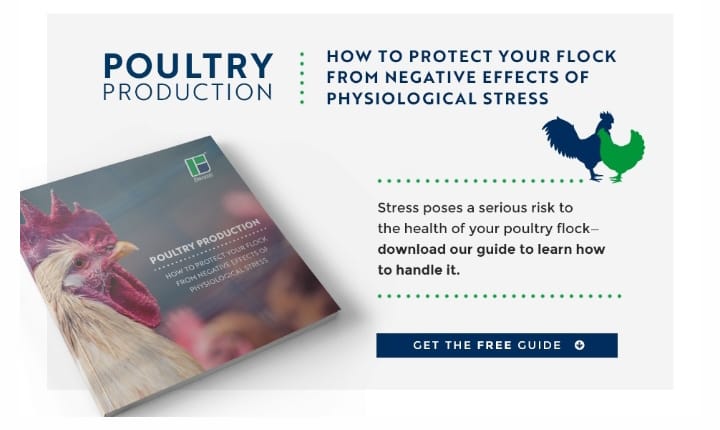 POULTRY
PRODUCTION
HOW TO PROTECT YOUR FLOCK
FROM NEGATIVE EFFECTS OF
PHYSIOLOGICAL STRESS
POULTRY PRODUCTION
HOW TO PROTECT YOUR FLOCK
FROM NEGATIVE EFFECTS OF
PHYSIOLOGICAL STRESS
Stress poses a serious risk to
the health of your poultry flock–
download our guide to learn how
to handle it.
GET THE FREE GUIDE